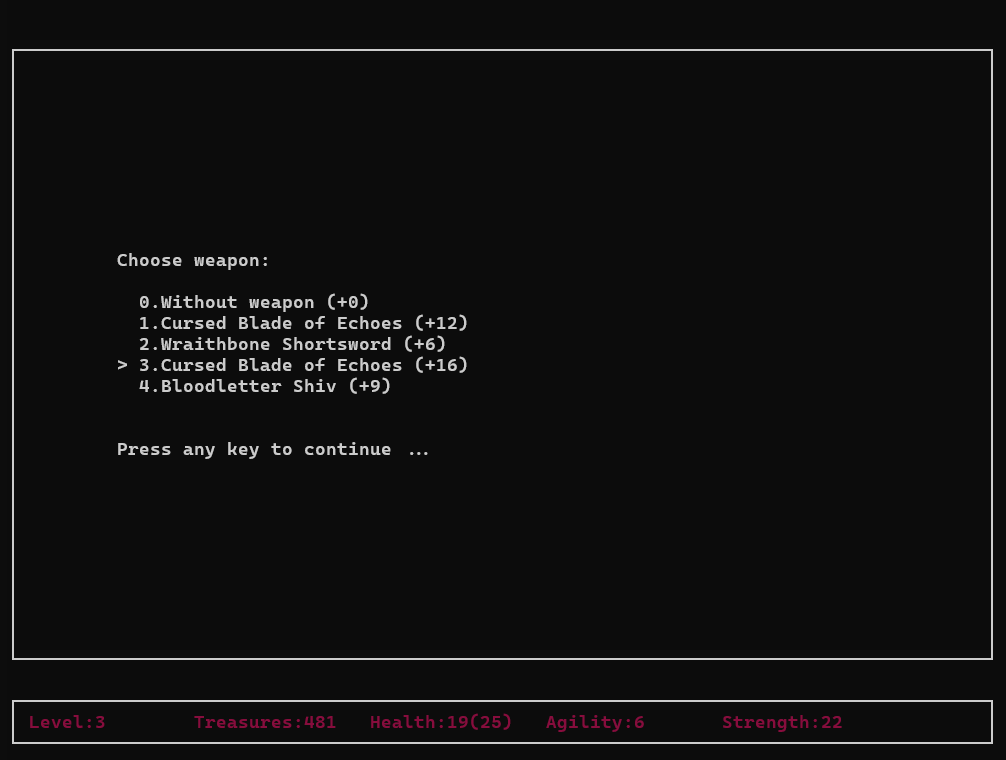 Choose weapon:
0.Without weapon (+0)
1.Cursed Blade of Echoes (+12)
2.Wraithbone Shortsword (+6)
> 3.Cursed Blade of Echoes (+16)
4.Bloodletter Shiv (+9)
Press any key to continue ...
Level:3 Treasures:481 Health:19(25) Agility:6 Strength:22